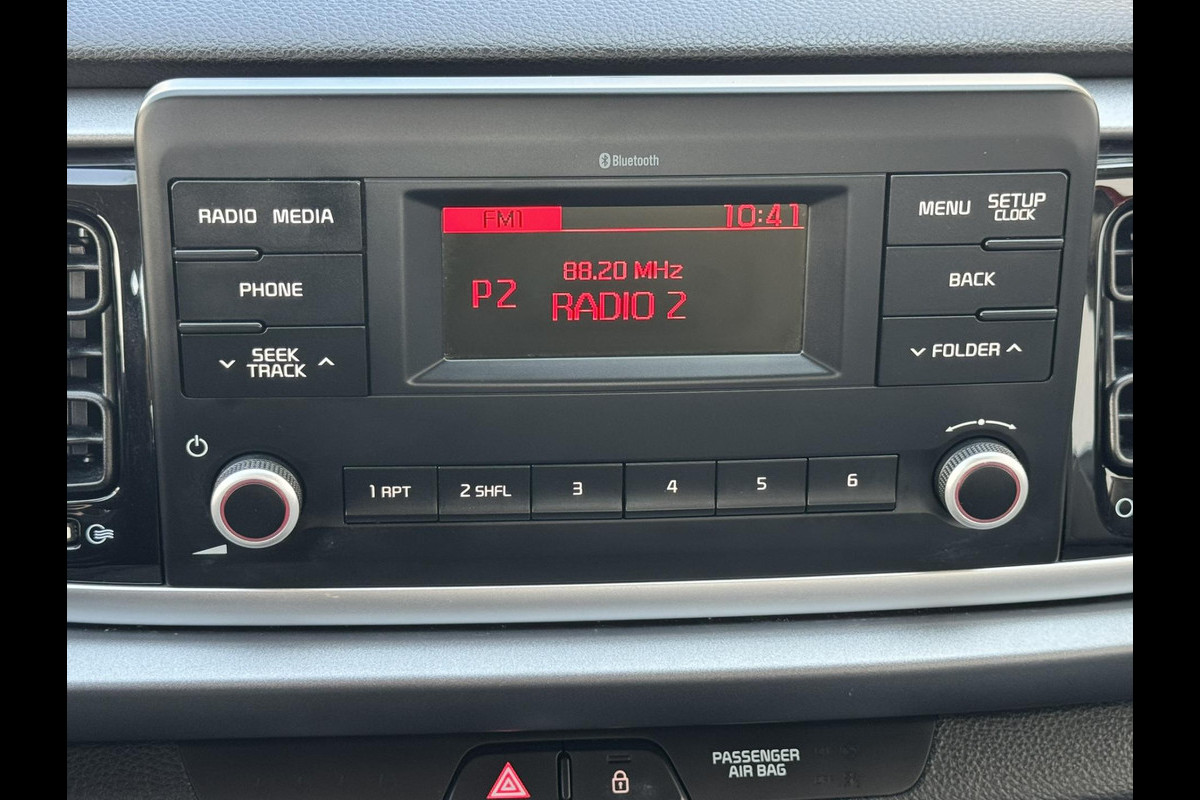 Bluetooth
RADIO MEDIA
PHONE
SEEK
TRACK
FM1 10:41
88.20 MHz
P2 RADIO 2
MENU SETUP
CLOCK
BACK
FOLDER
1 RPT 2 SHFL 3 4 5 6
PASSENGER
AIR BAG